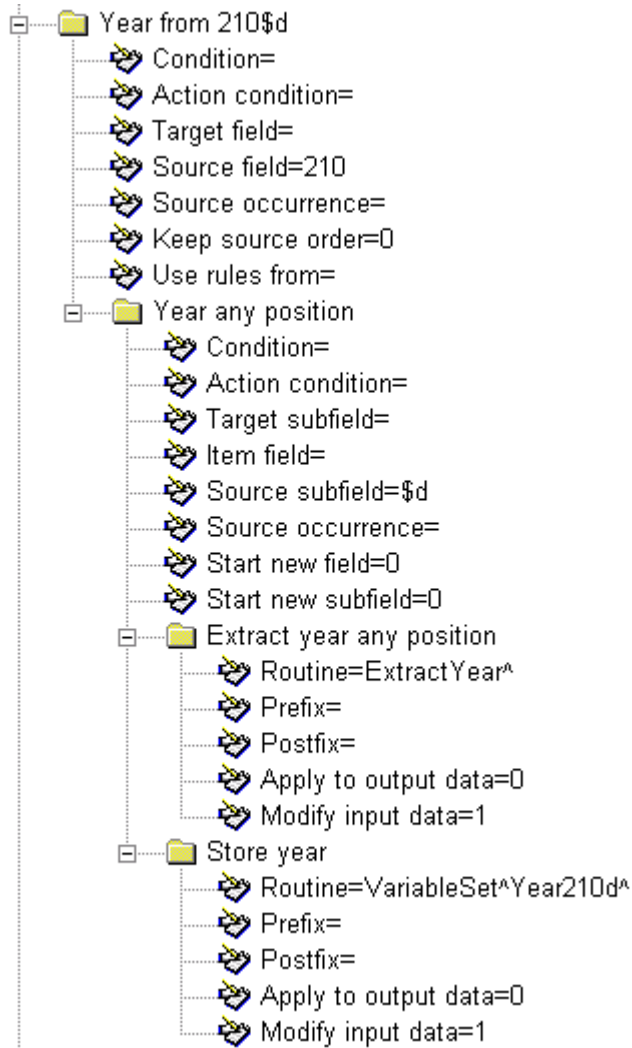 Year from 210$d
Condition=
Action condition=
Target field=
Source field=210
Source occurrence=
Keep source order=0
Use rules from=
Year any position
Condition=
Action condition=
Target subfield=
Item field=
Source subfield=$d
Source occurrence=
Start new field=0
Start new subfield=0
Extract year any position
Routine=ExtractYear^
Prefix=
Postfix=
Apply to output data=0
Modify input data=1
Store year
Routine=VariableSet^Year210d^
Prefix=
Postfix=
Apply to output data=0
Modify input data=1